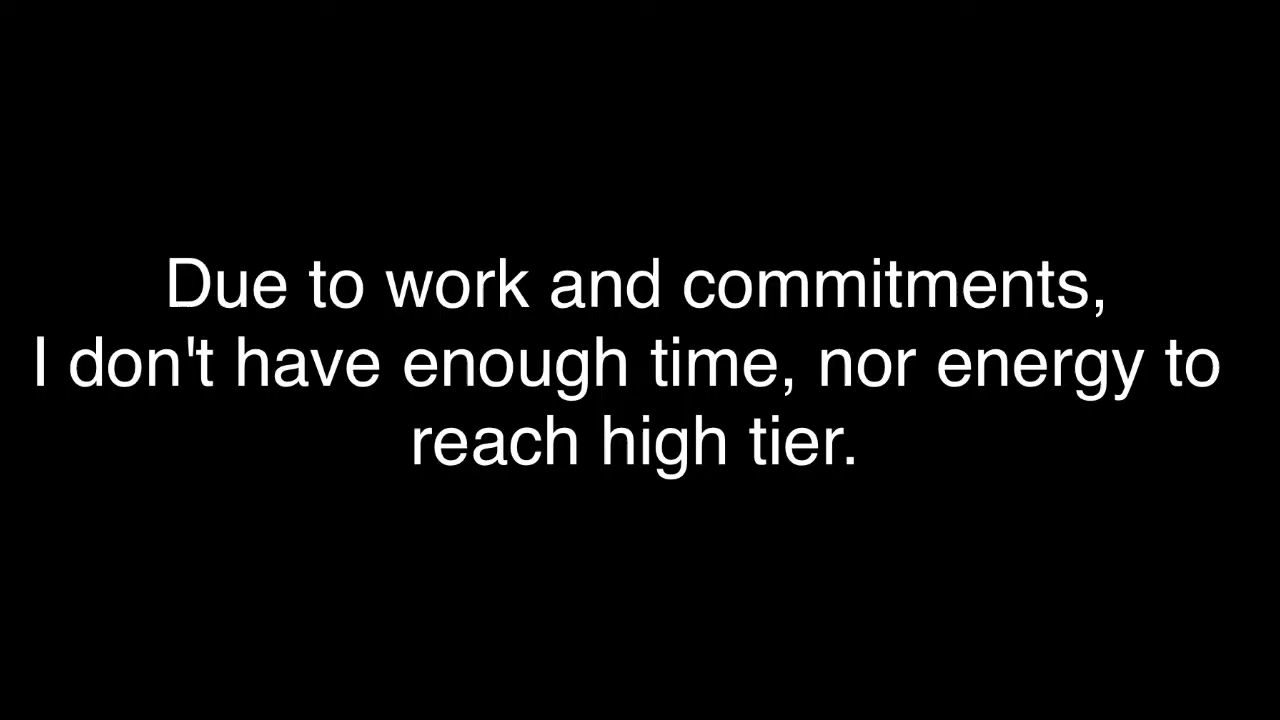 Due to work and commitments,
I don't have enough time, nor energy to
reach high tier.